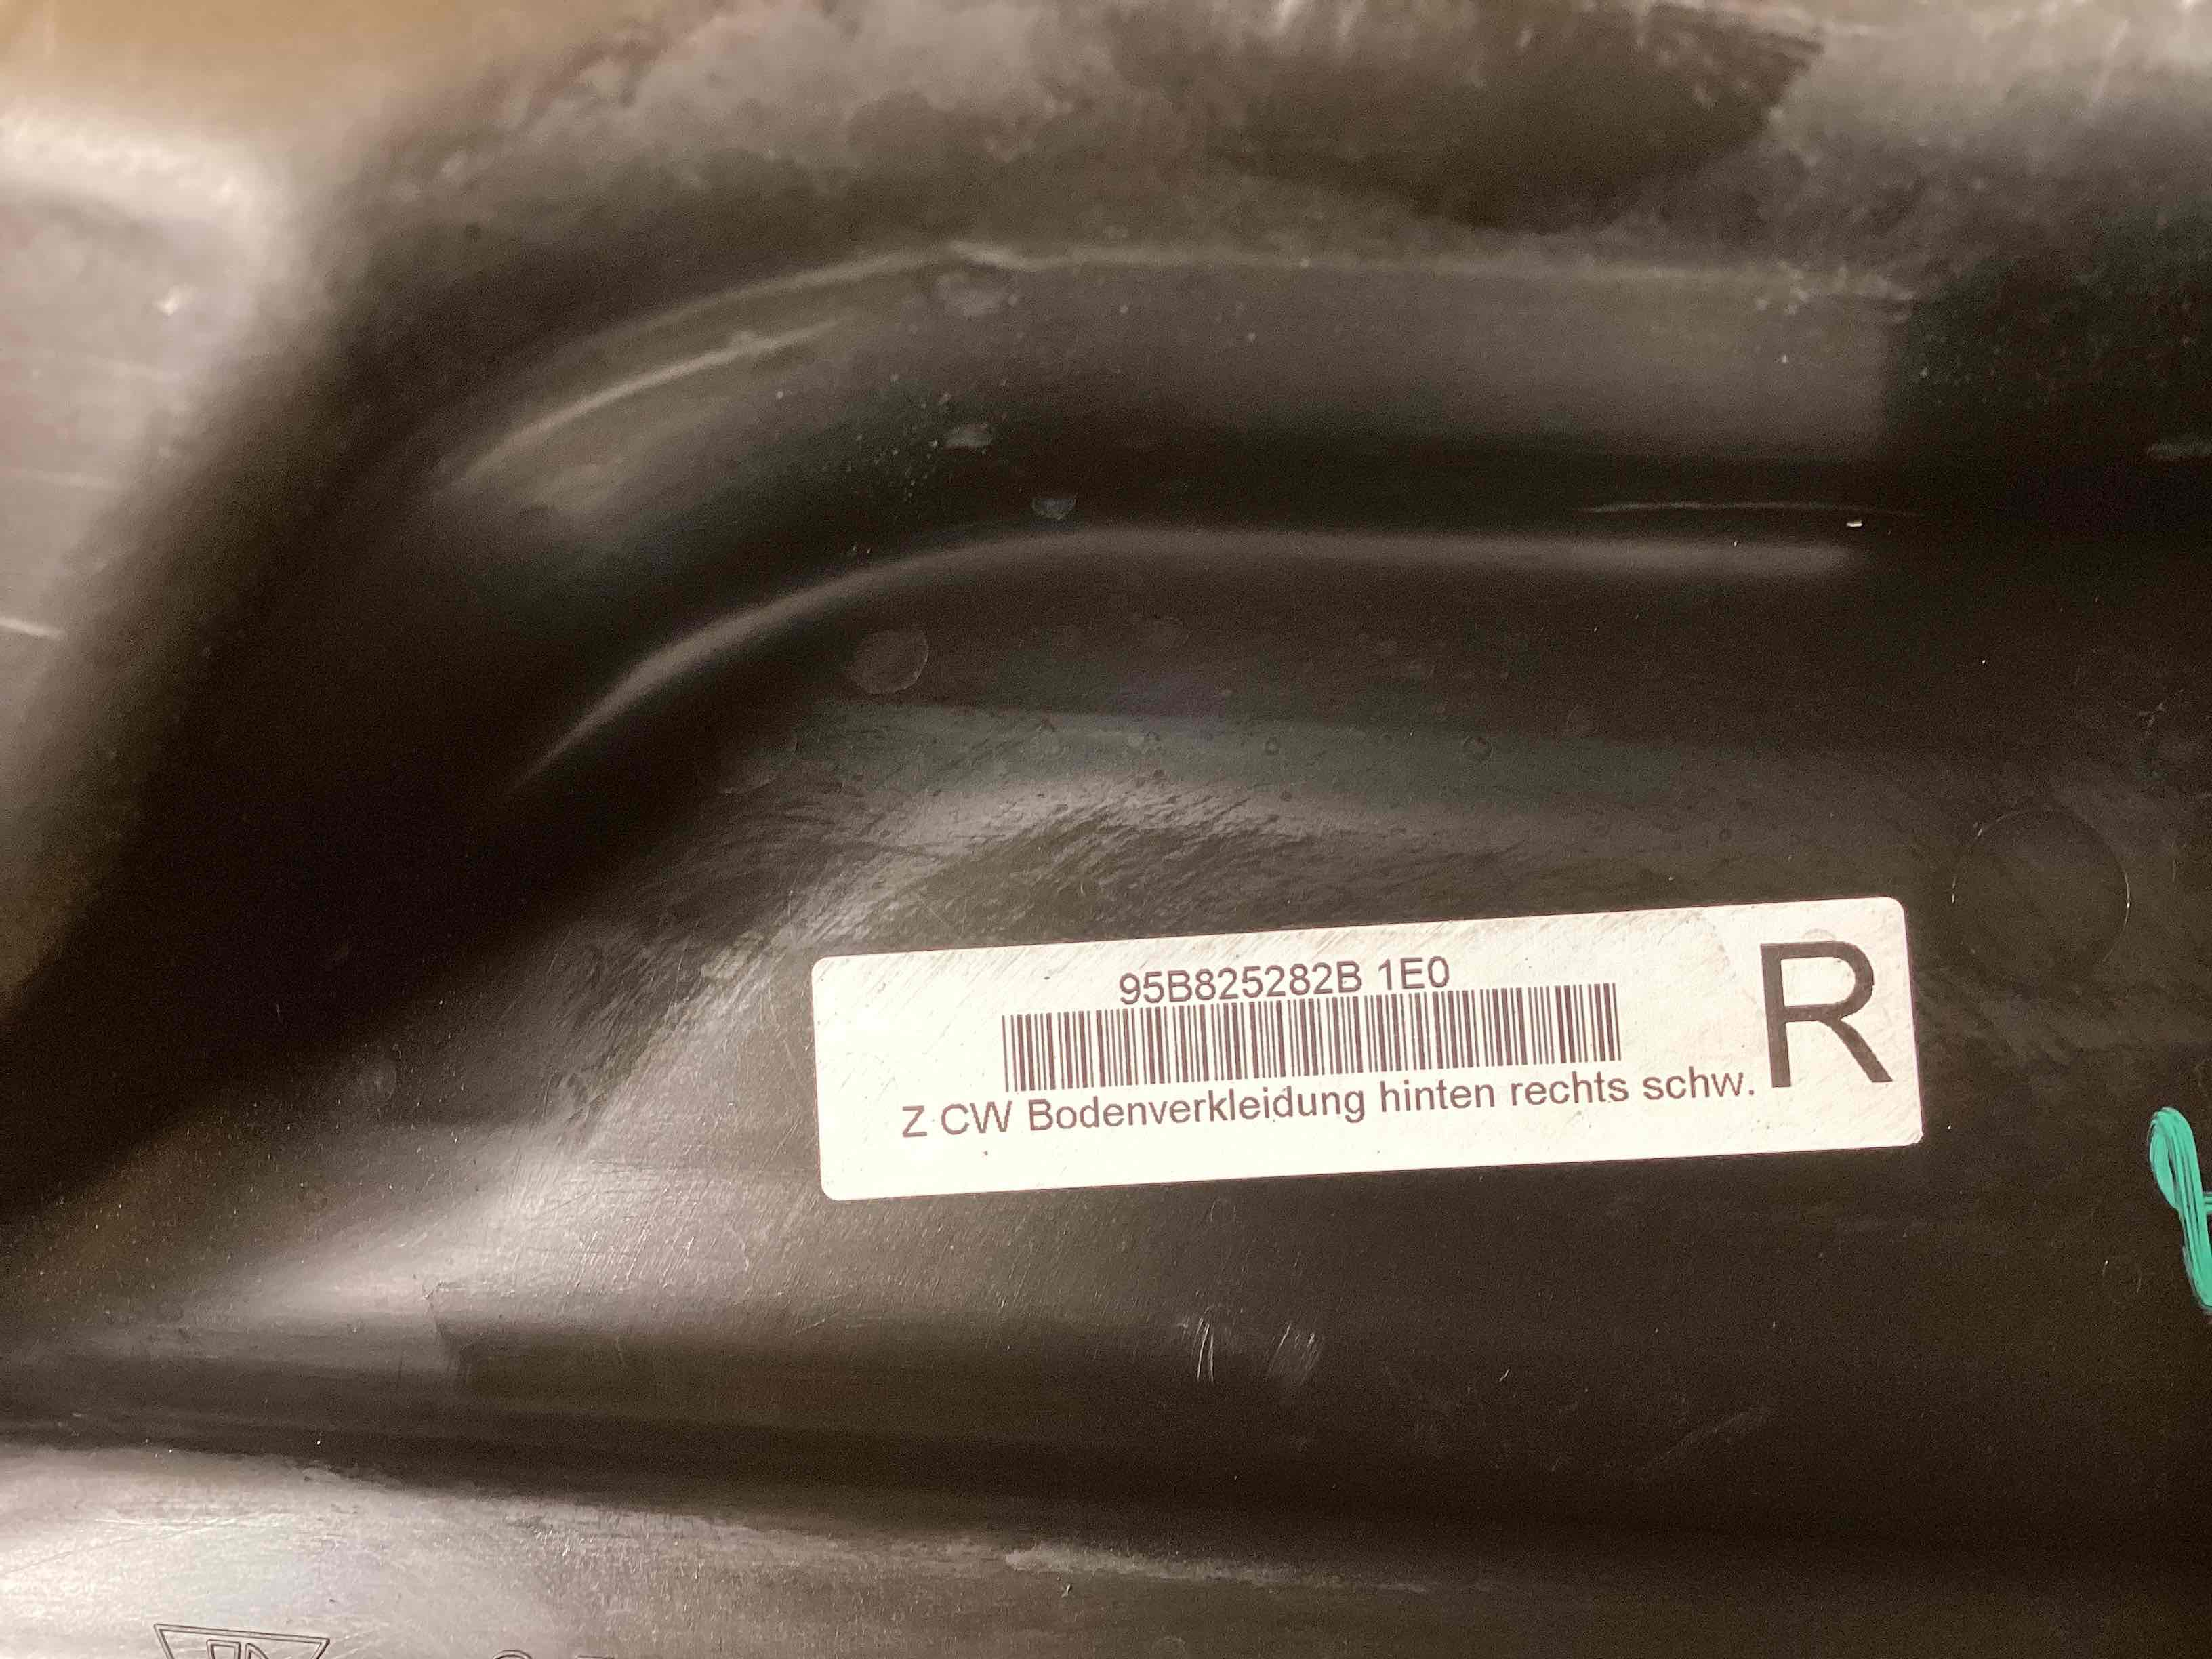 95B825282B 1E0
R
Z CW Bodenverkleidung hinten rechts schw.